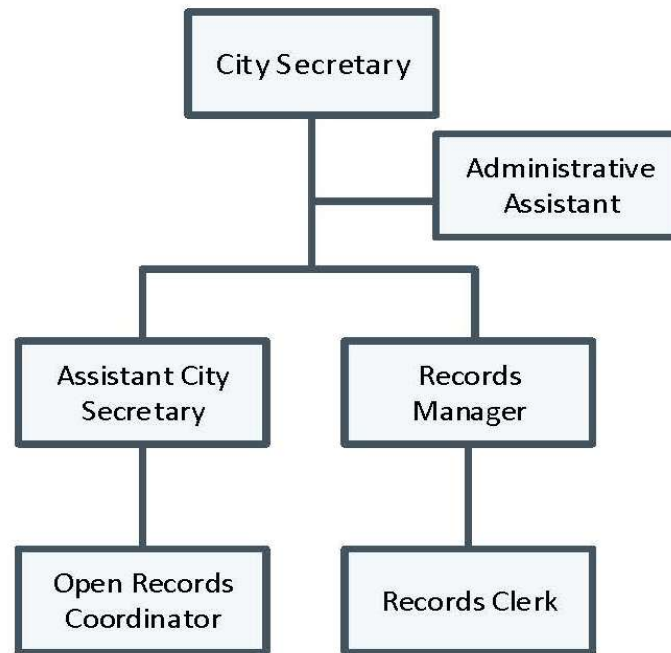 City Secretary
Administrative
Assistant
Assistant City
Secretary
Records
Manager
Open Records
Coordinator
Records Clerk